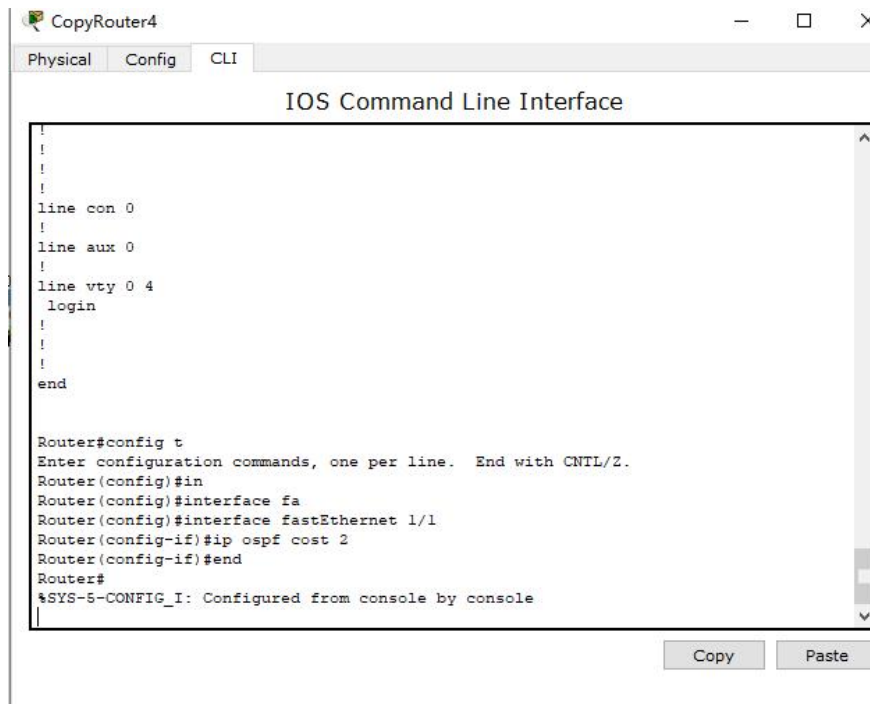 CopyRouter4
Physical Config CLI
IOS Command Line Interface
!
!
!
!
line con 0
!
line aux 0
!
line vty 0 4
 login
!
!
!
end
Router#config t
Enter configuration commands, one per line.  End with CNTL/Z.
Router(config)#in
Router(config)#interface fa
Router(config)#interface fastEthernet 1/1
Router(config-if)#ip ospf cost 2
Router(config-if)#end
Router#
%SYS-5-CONFIG_I: Configured from console by console
Copy Paste